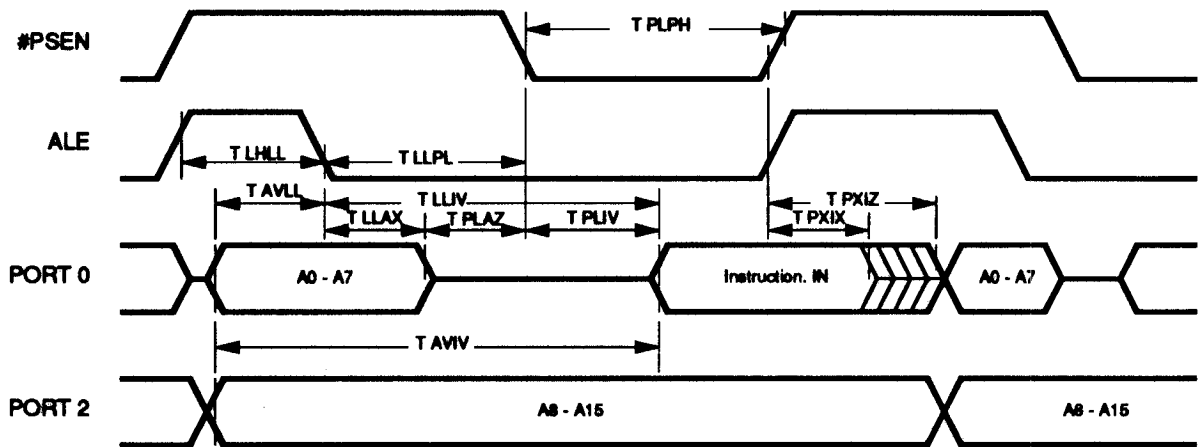 #PSEN
T PLPH
ALE
T LHLL
T LLPL
T AVLL
T LLIV
T PXIZ
T LLAX
T PLAZ
T PLIV
T PXIX
PORT 0
A0 - A7
Instruction. IN
A0 - A7
T AVIV
PORT 2
A8 - A15
A8 - A15